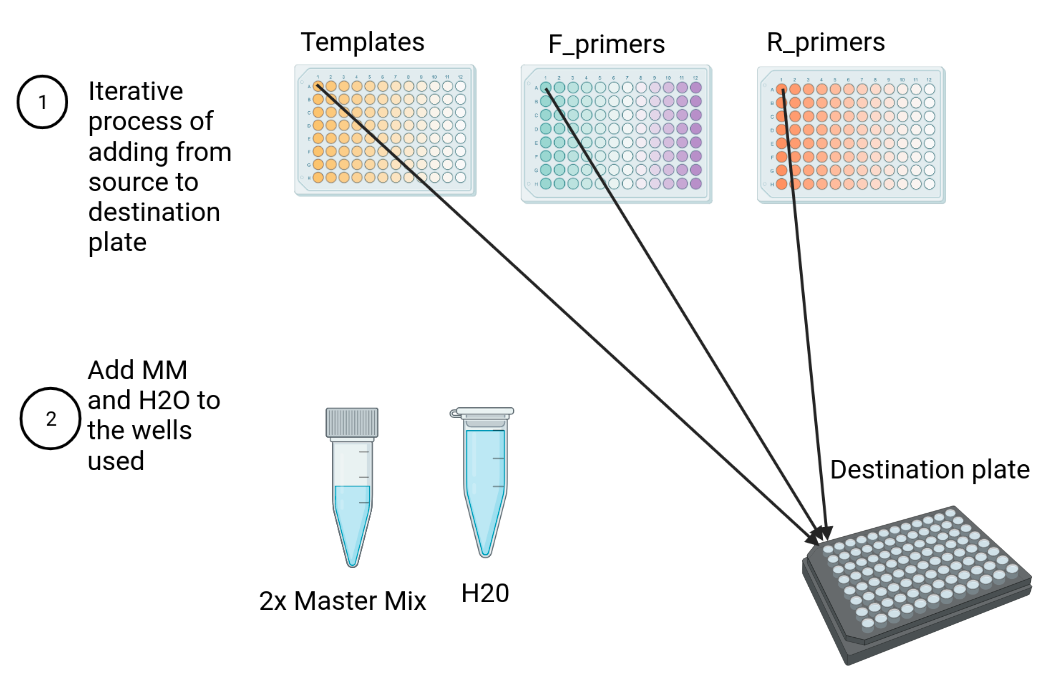 Templates
F_primers
R_primers
1
Iterative
process of
adding from
source to
destination
plate
2
Add MM
and H2O to
the wells
used
2x Master Mix
H20
Destination plate